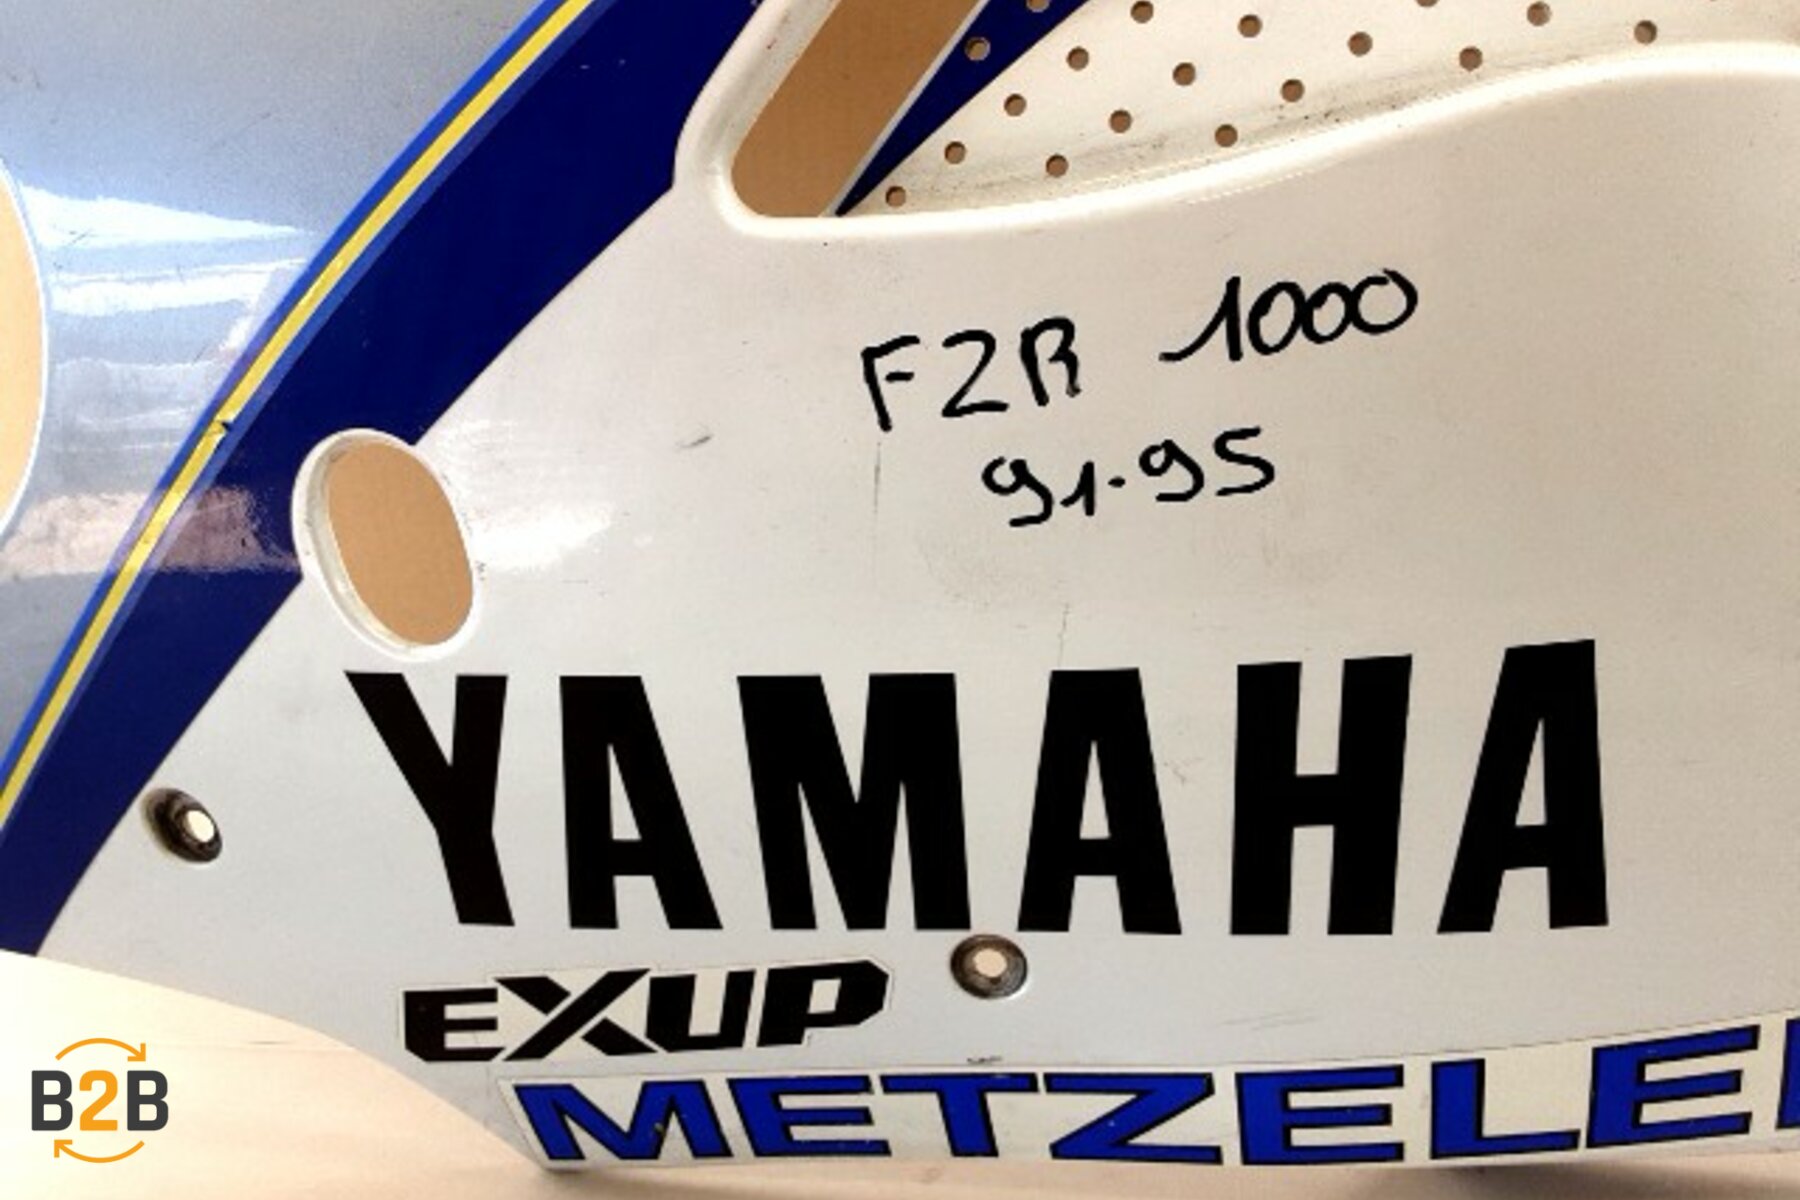 FZR 1000
91-95
YAMAHA
EXUP
METZELE
B2B